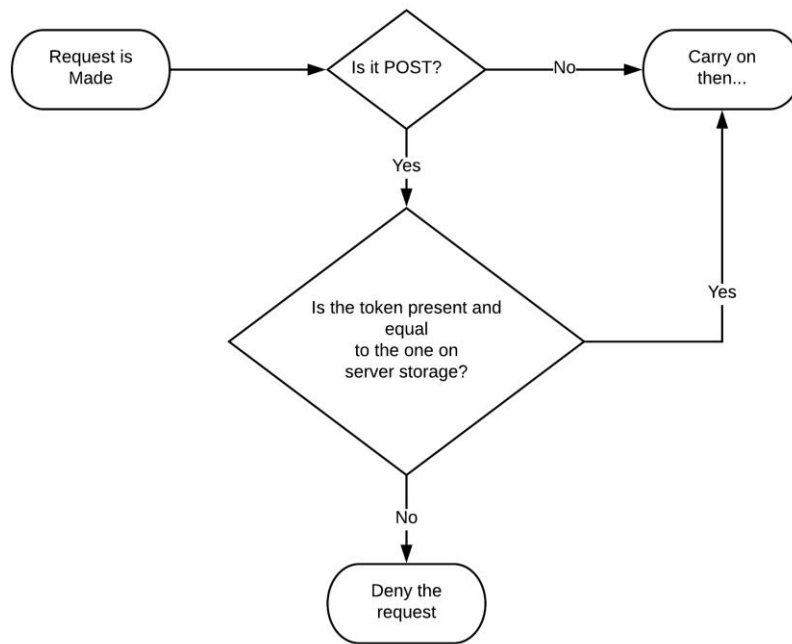 Request is
Made
Is it POST?
No
Carry on
then...
Yes
Is the token present and
equal
to the one on
server storage?
Yes
No
Deny the
request